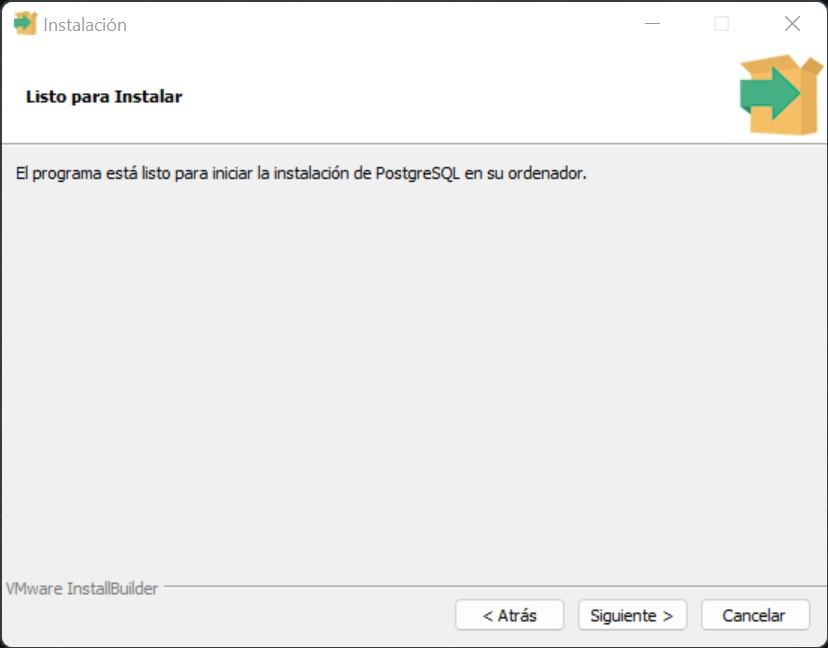 Instalación
Listo para Instalar
El programa está listo para iniciar la instalación de PostgreSQL en su ordenador.
VMware InstallBuilder
< Atrás
Siguiente >
Cancelar